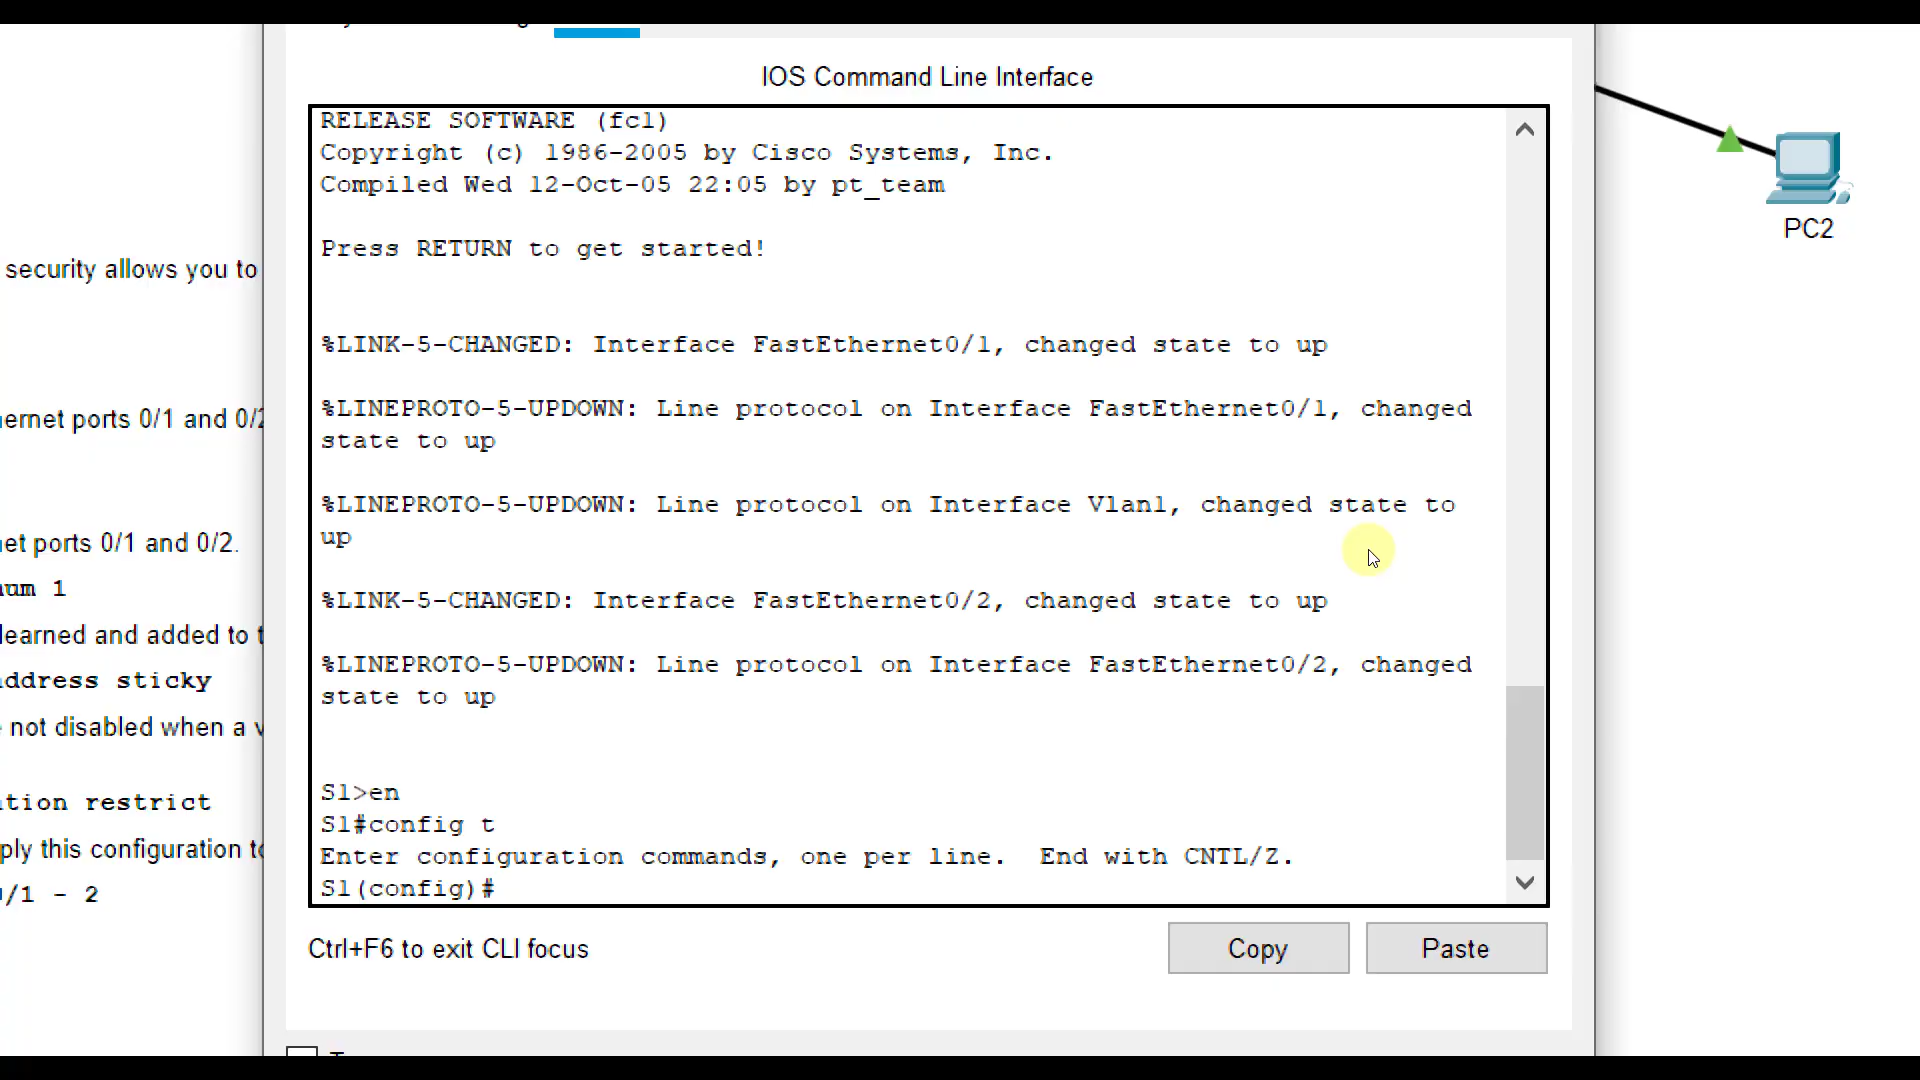 IOS Command Line Interface
RELEASE SOFTWARE (fc1)
Copyright (c) 1986-2005 by Cisco Systems, Inc.
Compiled Wed 12-Oct-05 22:05 by pt_team
Press RETURN to get started!
%LINK-5-CHANGED: Interface FastEthernet0/1, changed state to up
%LINEPROTO-5-UPDOWN: Line protocol on Interface FastEthernet0/1, changed
state to up
%LINEPROTO-5-UPDOWN: Line protocol on Interface Vlan1, changed state to
up
%LINK-5-CHANGED: Interface FastEthernet0/2, changed state to up
%LINEPROTO-5-UPDOWN: Line protocol on Interface FastEthernet0/2, changed
state to up
S1>en
S1#config t
Enter configuration commands, one per line.  End with CNTL/Z.
S1(config)#
Ctrl+F6 to exit CLI focus
Copy
Paste
PC2
security allows you to
ernet ports 0/1 and 0/2
et ports 0/1 and 0/2.
num 1
learned and added to t
address sticky
not disabled when a v
tion restrict
ply this configuration to
/1 - 2